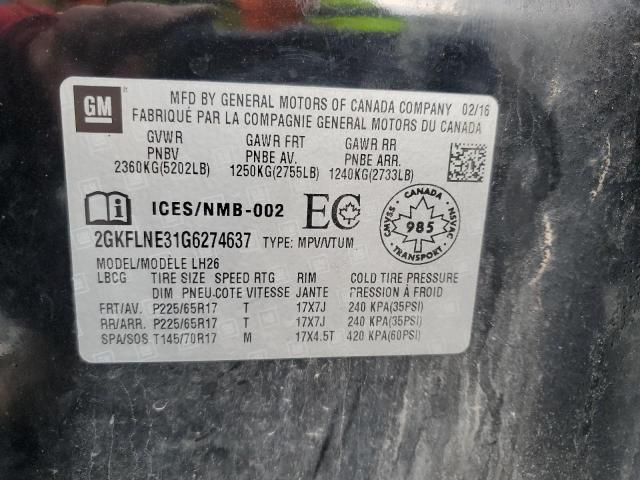 GM
MFD BY GENERAL MOTORS OF CANADA COMPANY 02/16
FABRIQUÉ PAR LA COMPAGNIE GENERAL MOTORS DU CANADA
GVWR GAWR FRT GAWR RR
PNBV PNBE AV. PNBE ARR.
2360KG(5202LB) 1250KG(2755LB) 1240KG(2733LB)
ICES/NMB-002 EC
CANADA
CMVSS 985 NSVAC
TRANSPORT
2GKFLNE31G6274637 TYPE: MPV/VTUM
MODEL/MODÈLE LH26
LBCG TIRE SIZE SPEED RTG RIM COLD TIRE PRESSURE
DIM PNEU-COTE VITESSE JANTE PRESSION À FROID
FRT/AV. P225/65R17 T 17X7J 240 KPA(35PSI)
RR/ARR. P225/65R17 T 17X7J 240 KPA(35PSI)
SPA/SOS T145/70R17 M 17X4.5T 420 KPA(60PSI)